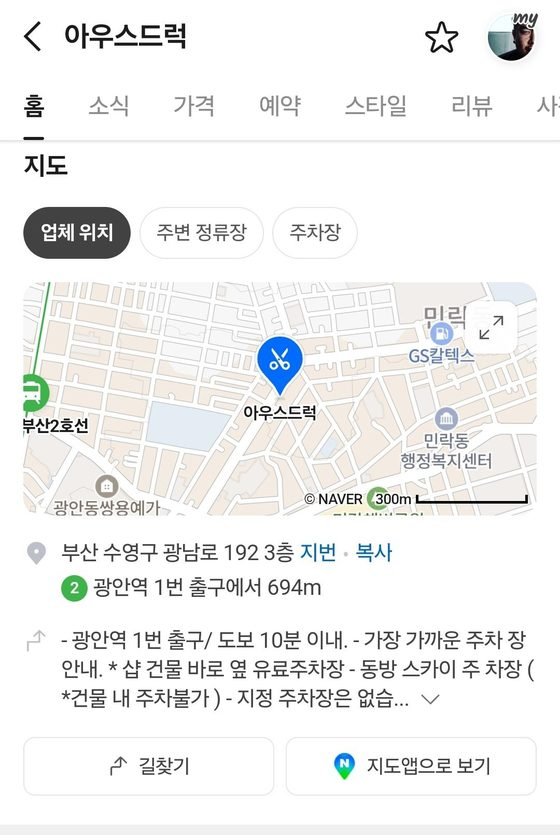 아우스드럭
my
홈 소식 가격 예약 스타일 리뷰 사
지도
업체 위치 주변 정류장 주차장
민락
GS칼텍스
아우스드럭
부산2호선
민락동
행정복지센터
광안동쌍용예가
© NAVER 300m
부산 수영구 광남로 192 3층 지번 · 복사
2 광안역 1번 출구에서 694m
- 광안역 1번 출구/ 도보 10분 이내. - 가장 가까운 주차 장
안내. * 샵 건물 바로 옆 유료주차장 - 동방 스카이 주 차장 (
*건물 내 주차불가 ) - 지정 주차장은 없습...
길찾기 N 지도앱으로 보기